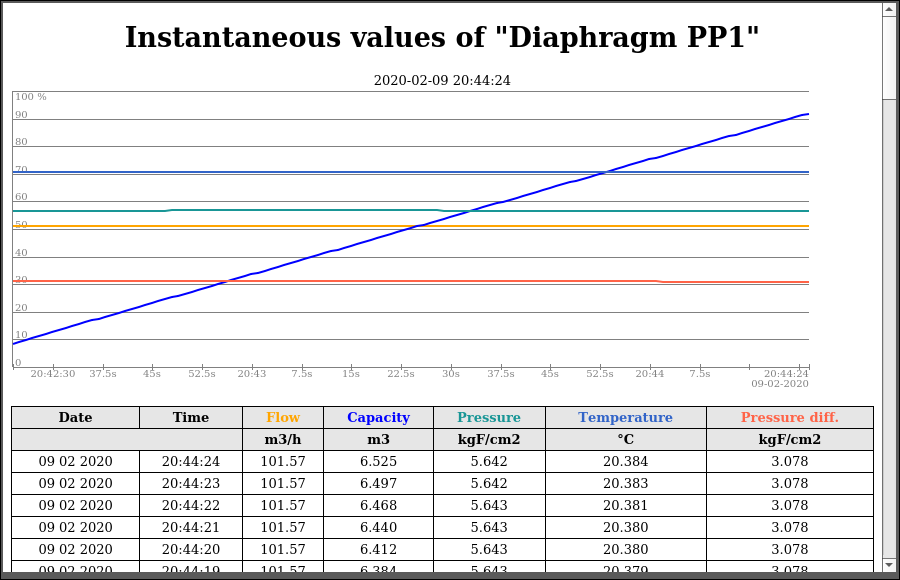 Instantaneous values of "Diaphragm PP1"
2020-02-09 20:44:24
100 %
90
80
70
60
50
40
30
20
10
0
20:42:30 37.5s 45s 52.5s 20:43 7.5s 15s 22.5s 30s 37.5s 45s 52.5s 20:44 7.5s 20:44:24
09-02-2020
Date Time Flow Capacity Pressure Temperature Pressure diff.
m3/h m3 kgF/cm2 °C kgF/cm2
09 02 2020 20:44:24 101.57 6.525 5.642 20.384 3.078
09 02 2020 20:44:23 101.57 6.497 5.642 20.383 3.078
09 02 2020 20:44:22 101.57 6.468 5.643 20.381 3.078
09 02 2020 20:44:21 101.57 6.440 5.643 20.380 3.078
09 02 2020 20:44:20 101.57 6.412 5.643 20.380 3.078
09 02 2020 20:44:19 101.57 6.384 5.643 20.379 3.078